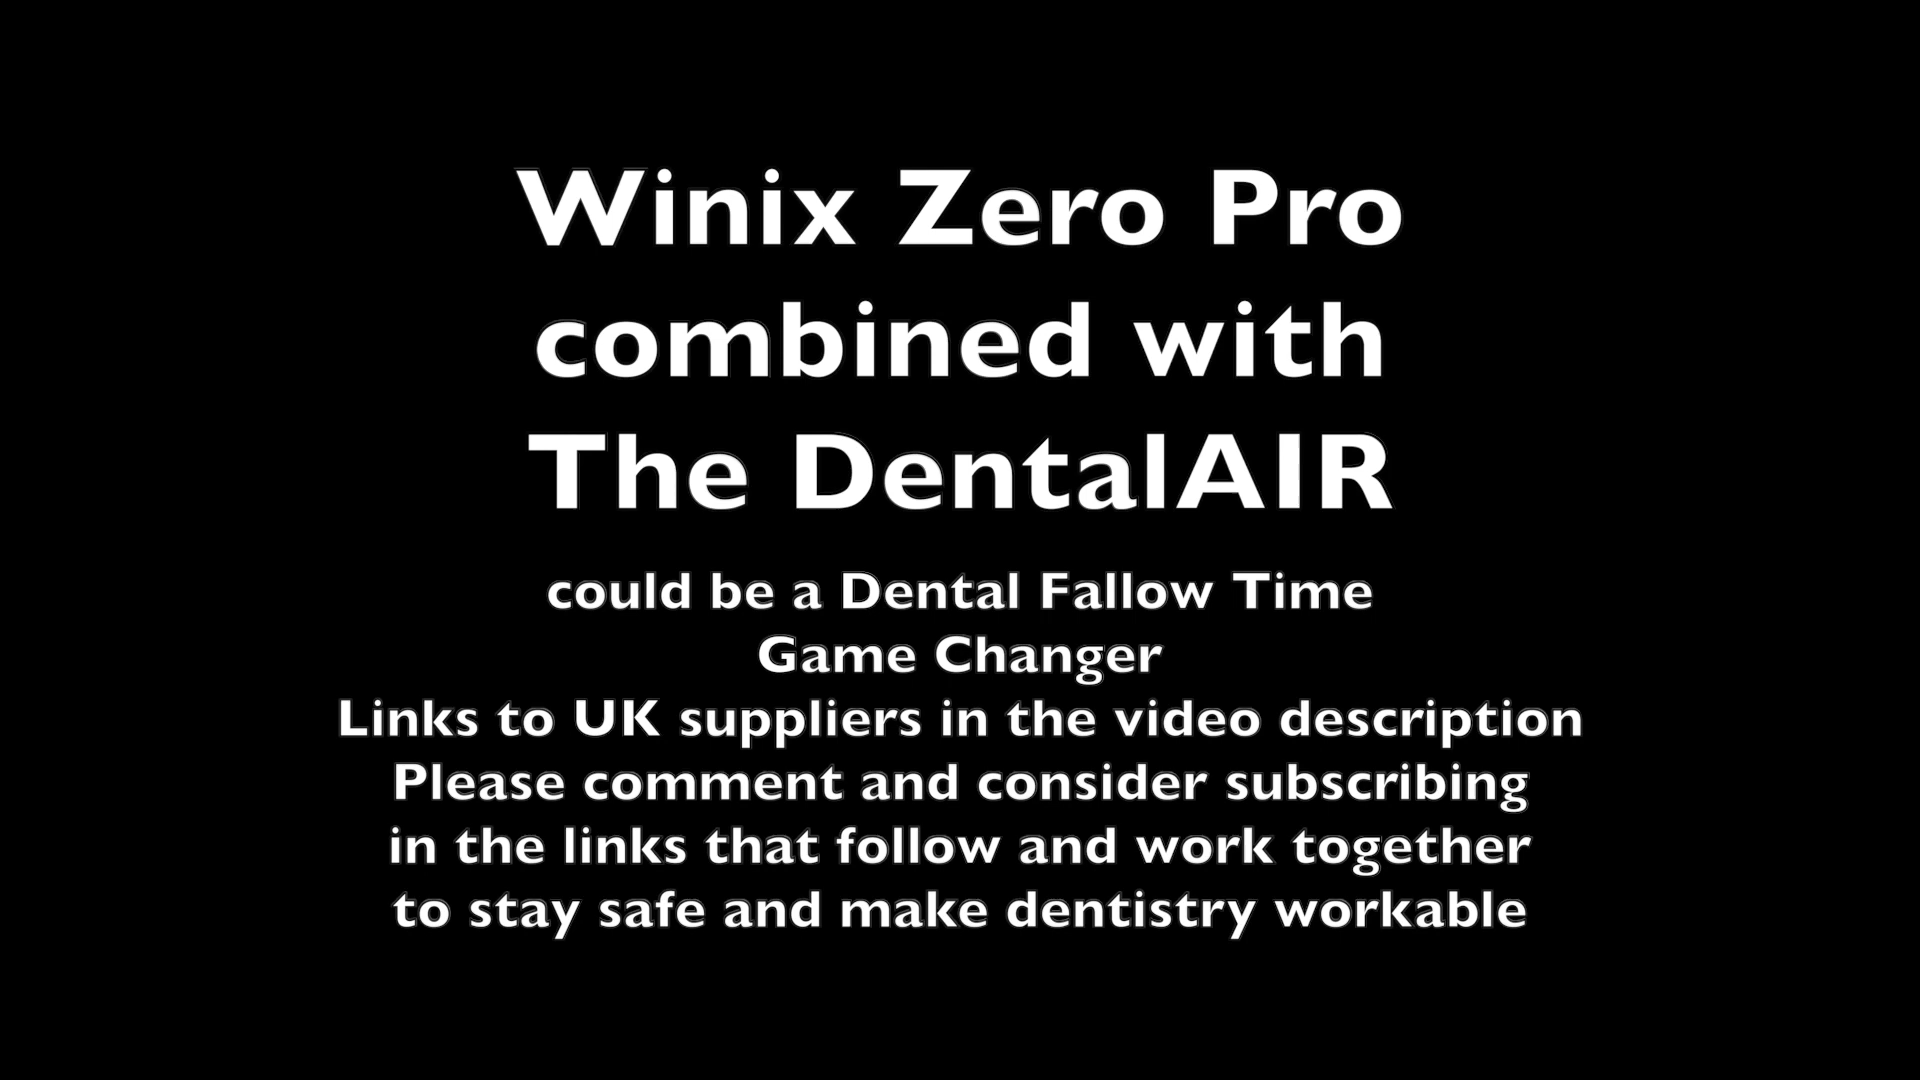 Winix Zero Pro
combined with
The DentalAIR
could be a Dental Fallow Time
Game Changer
Links to UK suppliers in the video description
Please comment and consider subscribing
in the links that follow and work together
to stay safe and make dentistry workable